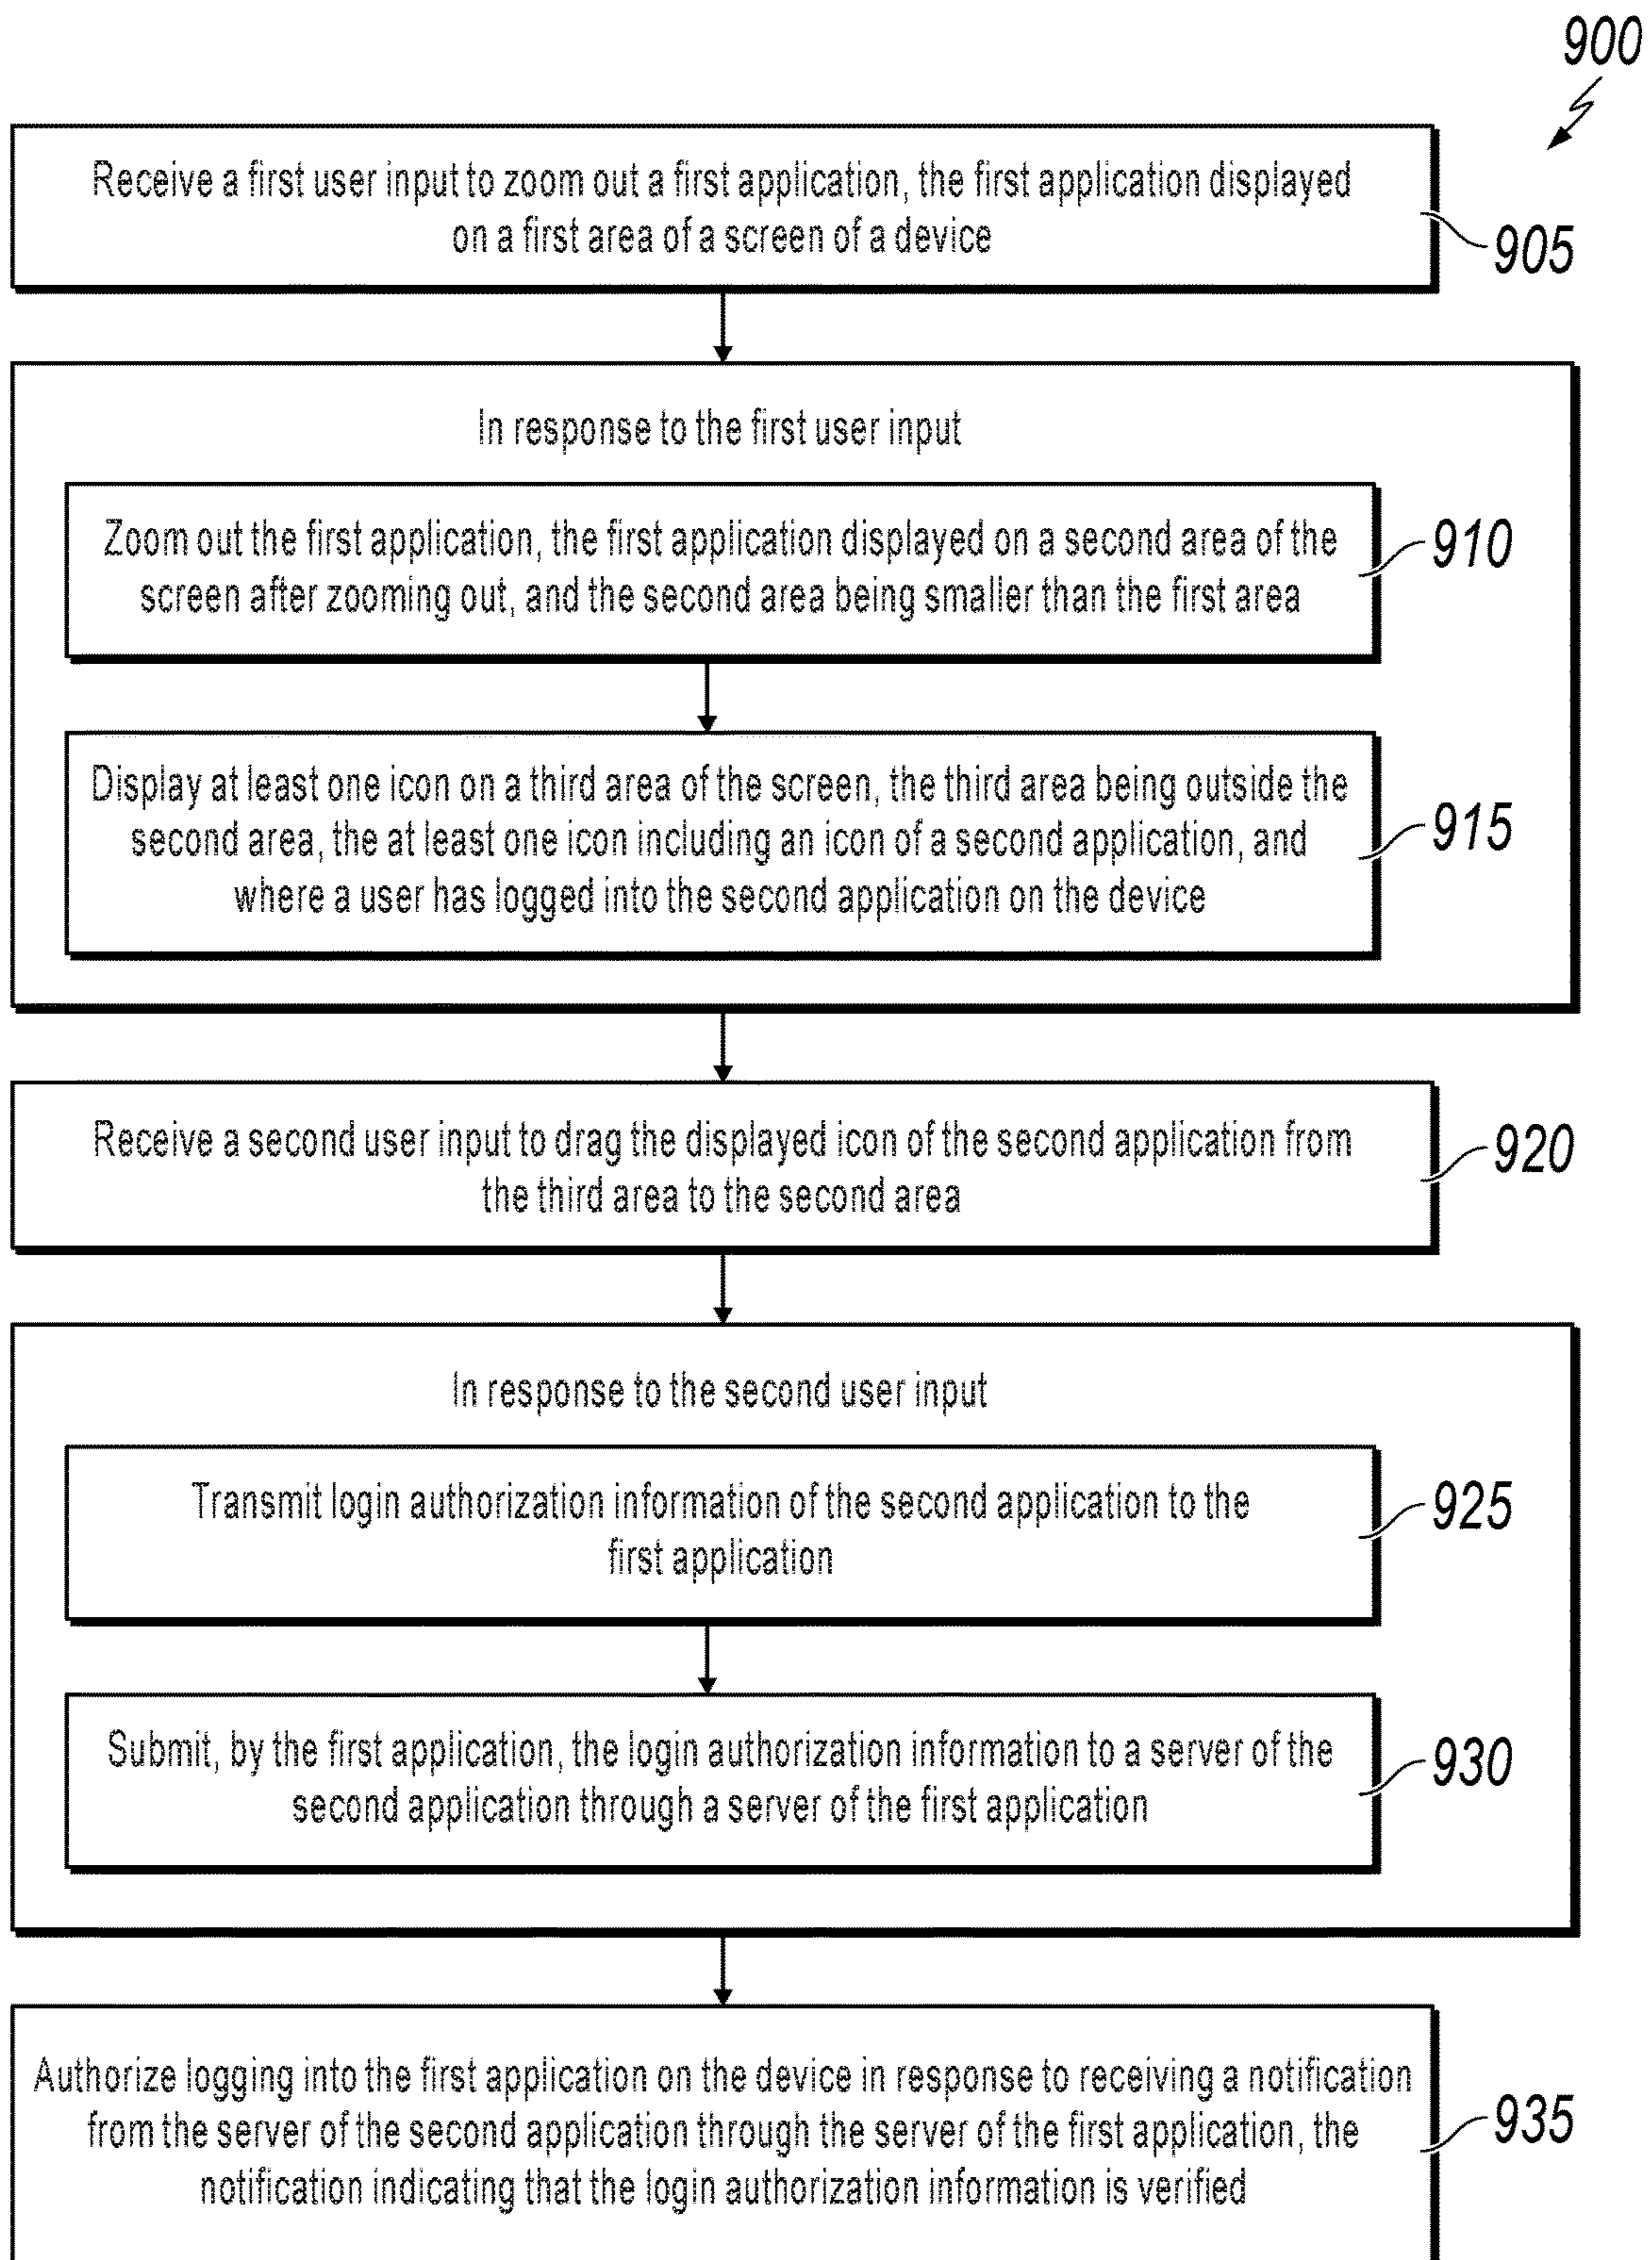 900
Receive a first user input to zoom out a first application, the first application displayed
on a first area of a screen of a device
905
In response to the first user input
Zoom out the first application, the first application displayed on a second area of the
screen after zooming out, and the second area being smaller than the first area
910
Display at least one icon on a third area of the screen, the third area being outside the
second area, the at least one icon including an icon of a second application, and
where a user has logged into the second application on the device
915
Receive a second user input to drag the displayed icon of the second application from
the third area to the second area
920
In response to the second user input
Transmit login authorization information of the second application to the
first application
925
Submit, by the first application, the login authorization information to a server of the
second application through a server of the first application
930
Authorize logging into the first application on the device in response to receiving a notification
from the server of the second application through the server of the first application, the
notification indicating that the login authorization information is verified
935